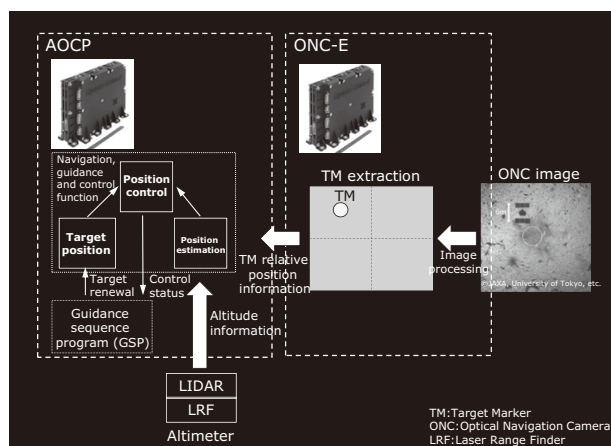 AOCP
ONC-E
Navigation,
guidance
and control
function
Position
control
Target
position
Position
estimation
Target
renewal
Control
status
Guidance
sequence
program (GSP)
TM relative
position
information
Altitude
information
LIDAR
LRF
Altimeter
TM extraction
TM
Image
processing
ONC image
©JAXA, University of Tokyo, etc.
TM:Target Marker
ONC:Optical Navigation Camera
LRF:Laser Range Finder